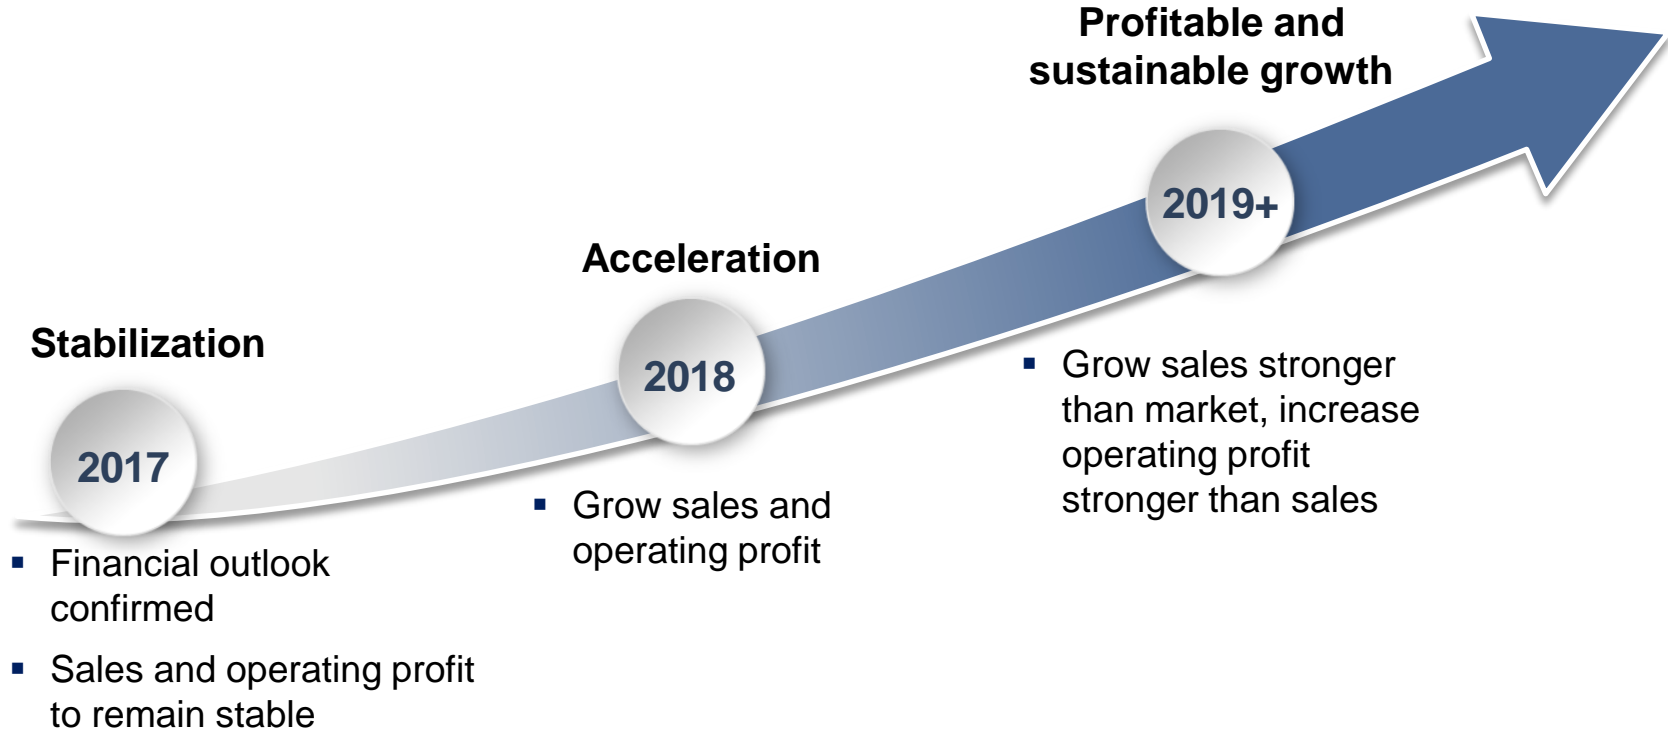 Profitable and
sustainable growth
2019+
Acceleration
2018
Stabilization
2017
▪ Grow sales stronger
than market, increase
operating profit
stronger than sales
▪ Grow sales and
operating profit
▪ Financial outlook
confirmed
▪ Sales and operating profit
to remain stable